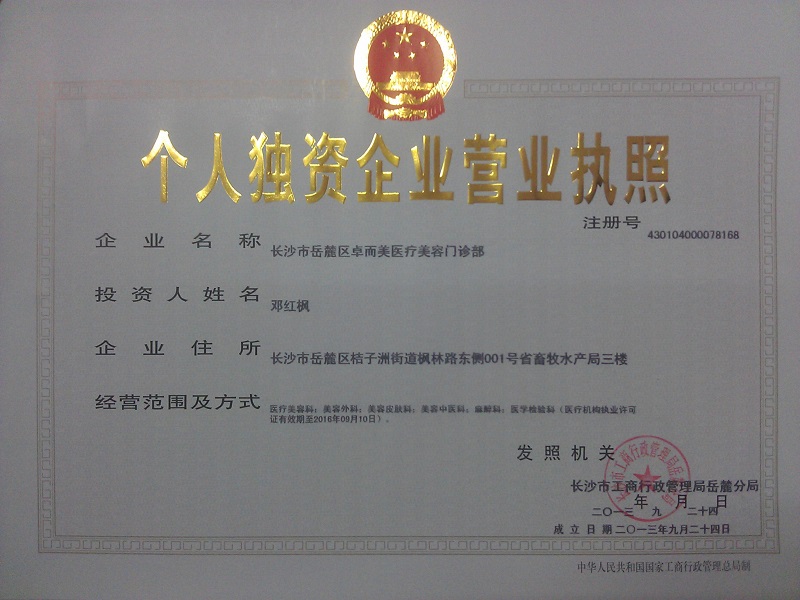 个人独资企业营业执照
注册号
430104000078168
企业名称 长沙市岳麓区卓而美医疗美容门诊部
投资人姓名 邓红枫
企业住所 长沙市岳麓区桔子洲街道枫林路东侧001号省畜牧水产局三楼
经营范围及方式 医疗美容科；美容外科；美容皮肤科；美容中医科；麻醉科；医学检验科（医疗机构执业许可
证有效期至2016年09月10日）。
发照机关
长沙市工商行政管理局岳麓分局
年 月 日
二〇一三 九 二十四
成立日期 二〇一三年九月二十四日
中华人民共和国国家工商行政管理总局制